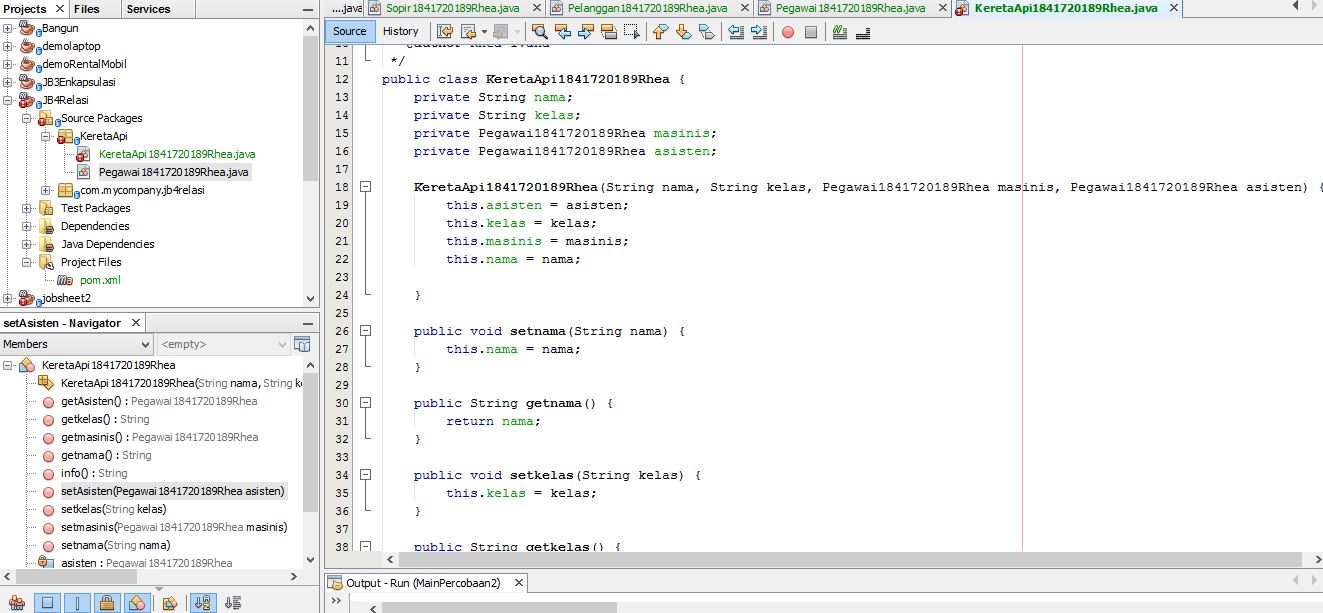 Projects Files Services
Bangun
demolaptop
demoRentalMobil
JB3Enkapsulasi
JB4Relasi
Source Packages
KeretaApi
KeretaApi1841720189Rhea.java
Pegawai1841720189Rhea.java
com.mycompany.jb4relasi
Test Packages
Dependencies
Java Dependencies
Project Files
pom.xml
jobsheet2
setAsisten - Navigator
Members <empty>
KeretaApi1841720189Rhea
KeretaApi1841720189Rhea(String nama, String k
getAsisten() : Pegawai1841720189Rhea
getkelas() : String
getmasinis() : Pegawai1841720189Rhea
getnama() : String
info() : String
setAsisten(Pegawai1841720189Rhea asisten)
setkelas(String kelas)
setmasinis(Pegawai1841720189Rhea masinis)
setnama(String nama)
asisten : Pegawai1841720189Rhea
...java Sopir1841720189Rhea.java Pelanggan1841720189Rhea.java Pegawai1841720189Rhea.java KeretaApi1841720189Rhea.java
Source History
11 */
12 public class KeretaApi1841720189Rhea {
13 private String nama;
14 private String kelas;
15 private Pegawai1841720189Rhea masinis;
16 private Pegawai1841720189Rhea asisten;
17
18 KeretaApi1841720189Rhea(String nama, String kelas, Pegawai1841720189Rhea masinis, Pegawai1841720189Rhea asisten) {
19 this.asisten = asisten;
20 this.kelas = kelas;
21 this.masinis = masinis;
22 this.nama = nama;
23
24 }
25
26 public void setnama(String nama) {
27 this.nama = nama;
28 }
29
30 public String getnama() {
31 return nama;
32 }
33
34 public void setkelas(String kelas) {
35 this.kelas = kelas;
36 }
37
38 public String getkelas() {
Output - Run (MainPercobaan2)